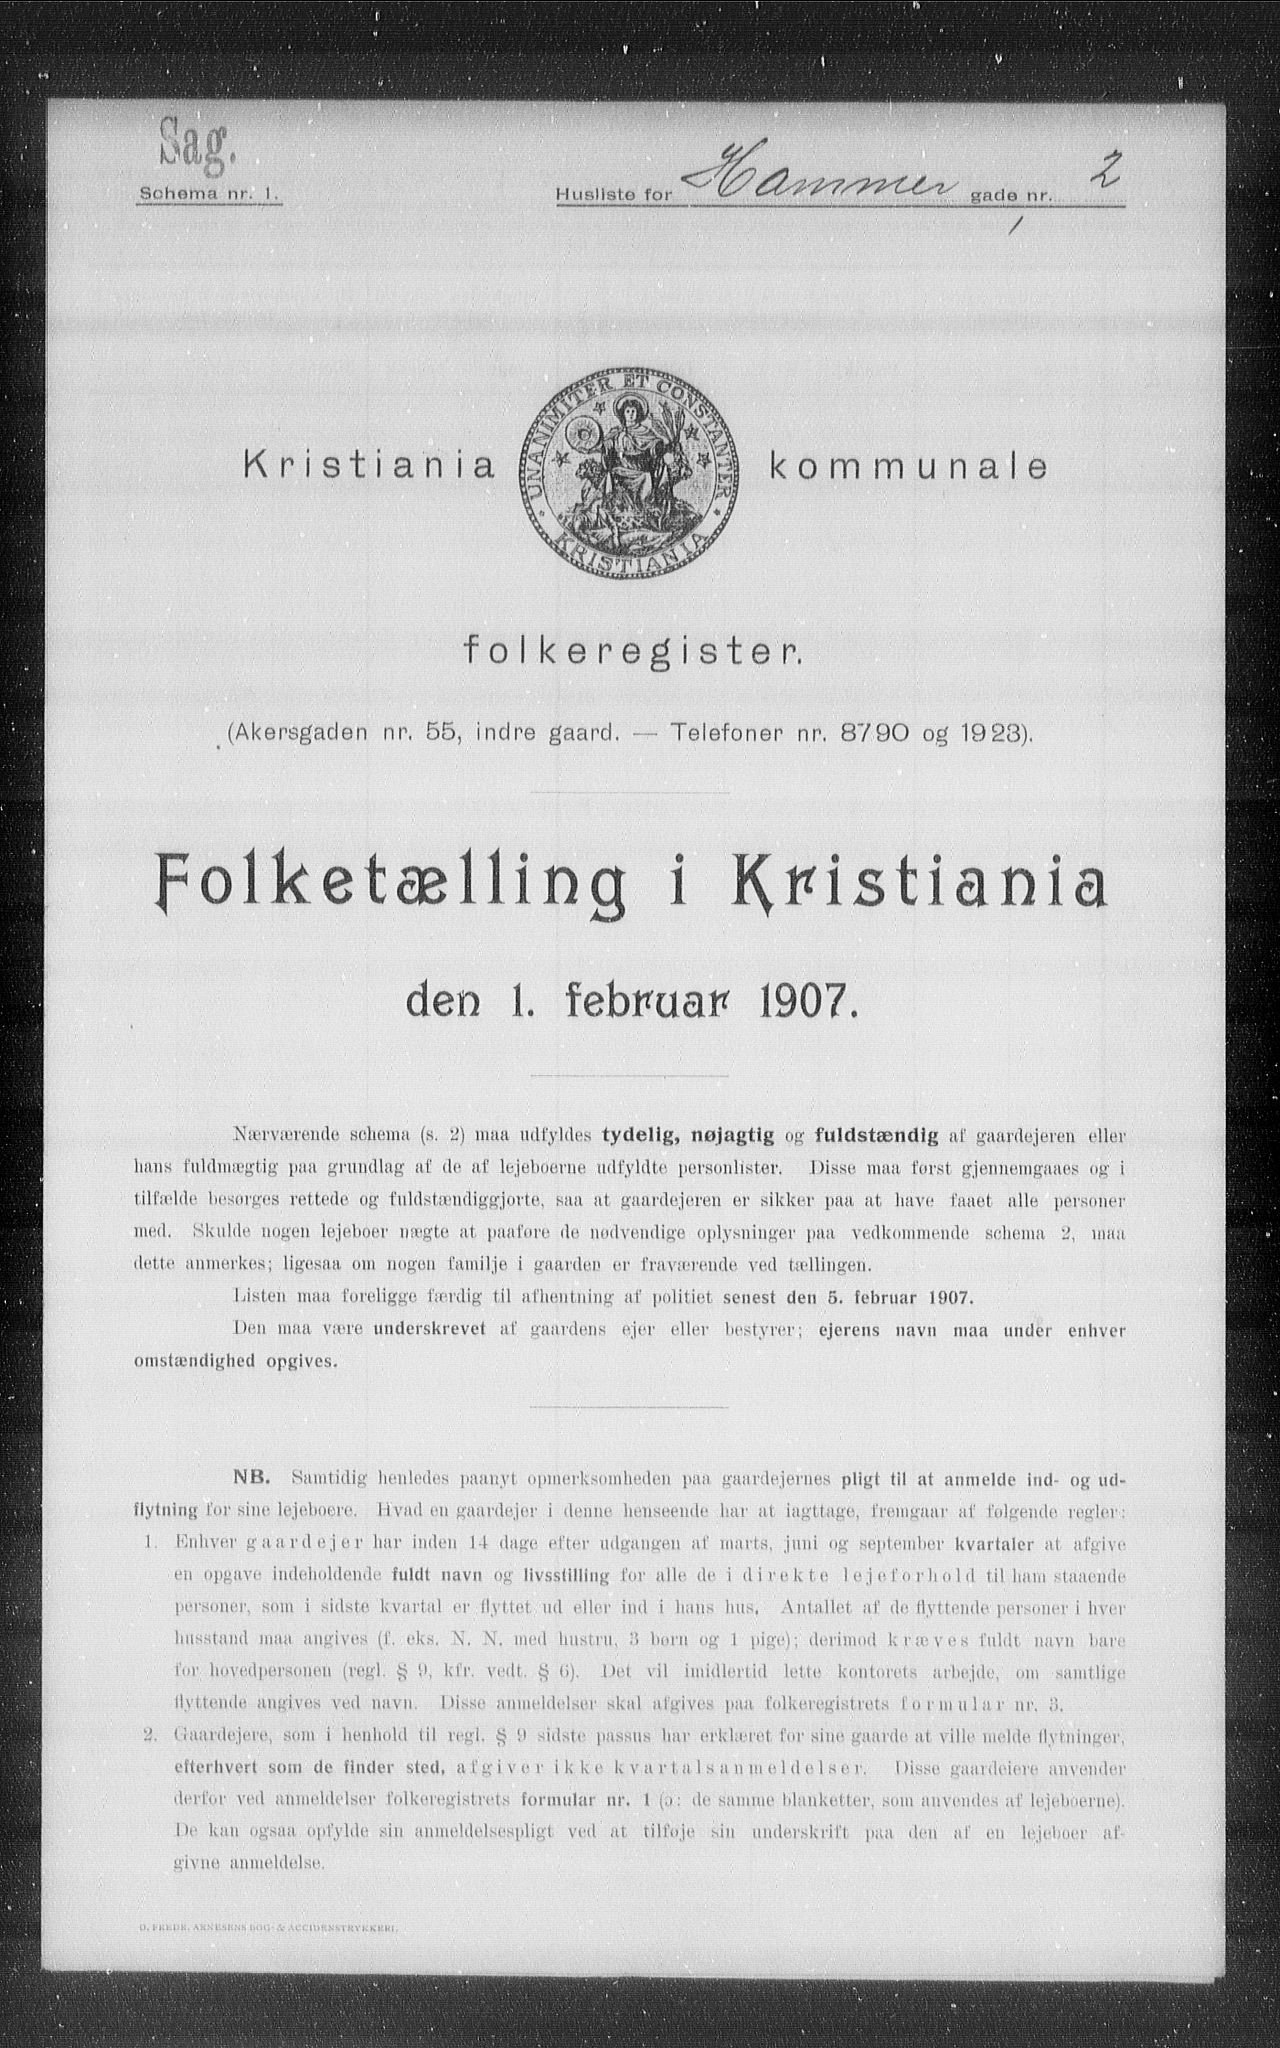 Sag.
Schema nr. 1.
Husliste for Hammer gade nr. 2
UNANIMITER ET CONSTANTER
KRISTIANIA
Kristiania kommunale
folkeregister.
(Akersgaden nr. 55, indre gaard. — Telefoner nr. 8790 og 1923).
Folketælling i Kristiania
den 1. februar 1907.
Nærværende schema (s. 2) maa udfyldes tydelig, nøjagtig og fuldstændig af gaardejeren eller
hans fuldmægtig paa grundlag af de af lejeboerne udfyldte personlister. Disse maa først gjennemgaaes og i
tilfælde besørges rettede og fuldstændiggjorte, saa at gaardejeren er sikker paa at have faaet alle personer
med. Skulde nogen lejeboer nægte at paaføre de nødvendige oplysninger paa vedkommende schema 2, maa
dette anmerkes; ligesaa om nogen familje i gaarden er fraværende ved tællingen.
Listen maa foreligge færdig til afhentning af politiet senest den 5. februar 1907.
Den maa være underskrevet af gaardens ejer eller bestyrer; ejerens navn maa under enhver
omstændighed opgives.
NB. Samtidig henledes paanyt opmerksomheden paa gaardejernes pligt til at anmelde ind- og ud-
flytning for sine lejeboere. Hvad en gaardejer i denne henseende har at iagttage, fremgaar af følgende regler:
1. Enhver gaardejer har inden 14 dage efter udgangen af marts, juni og september kvartaler at afgive
en opgave indeholdende fuldt navn og livsstilling for alle de i direkte lejeforhold til ham staaende
personer, som i sidste kvartal er flyttet ud eller ind i hans hus. Antallet af de flyttende personer i hver
husstand maa angives (f. eks. N. N. med hustru, 3 børn og 1 pige); derimod kræves fuldt navn bare
for hovedpersonen (regl. § 9, kfr. vedt. § 6). Det vil imidlertid lette kontorets arbejde, om samtlige
flyttende angives ved navn. Disse anmeldelser skal afgives paa folkeregistrets formular nr. 3.
2. Gaardejere, som i henhold til regl. § 9 sidste passus har erklæret for sine gaarde at ville melde flytninger,
efterhvert som de finder sted, afgiver ikke kvartalsanmeldelser. Disse gaardeiere anvender
derfor ved anmeldelser folkeregistrets formular nr. 1 (ɔ: de samme blanketter, som anvendes af lejeboerne).
De kan ogsaa opfylde sin anmeldelsespligt ved at tilføje sin underskrift paa den af en lejeboer af-
givne anmeldelse.
O. FREDR. ARNESENS BOG- & ACCIDENSTRYKKERI.